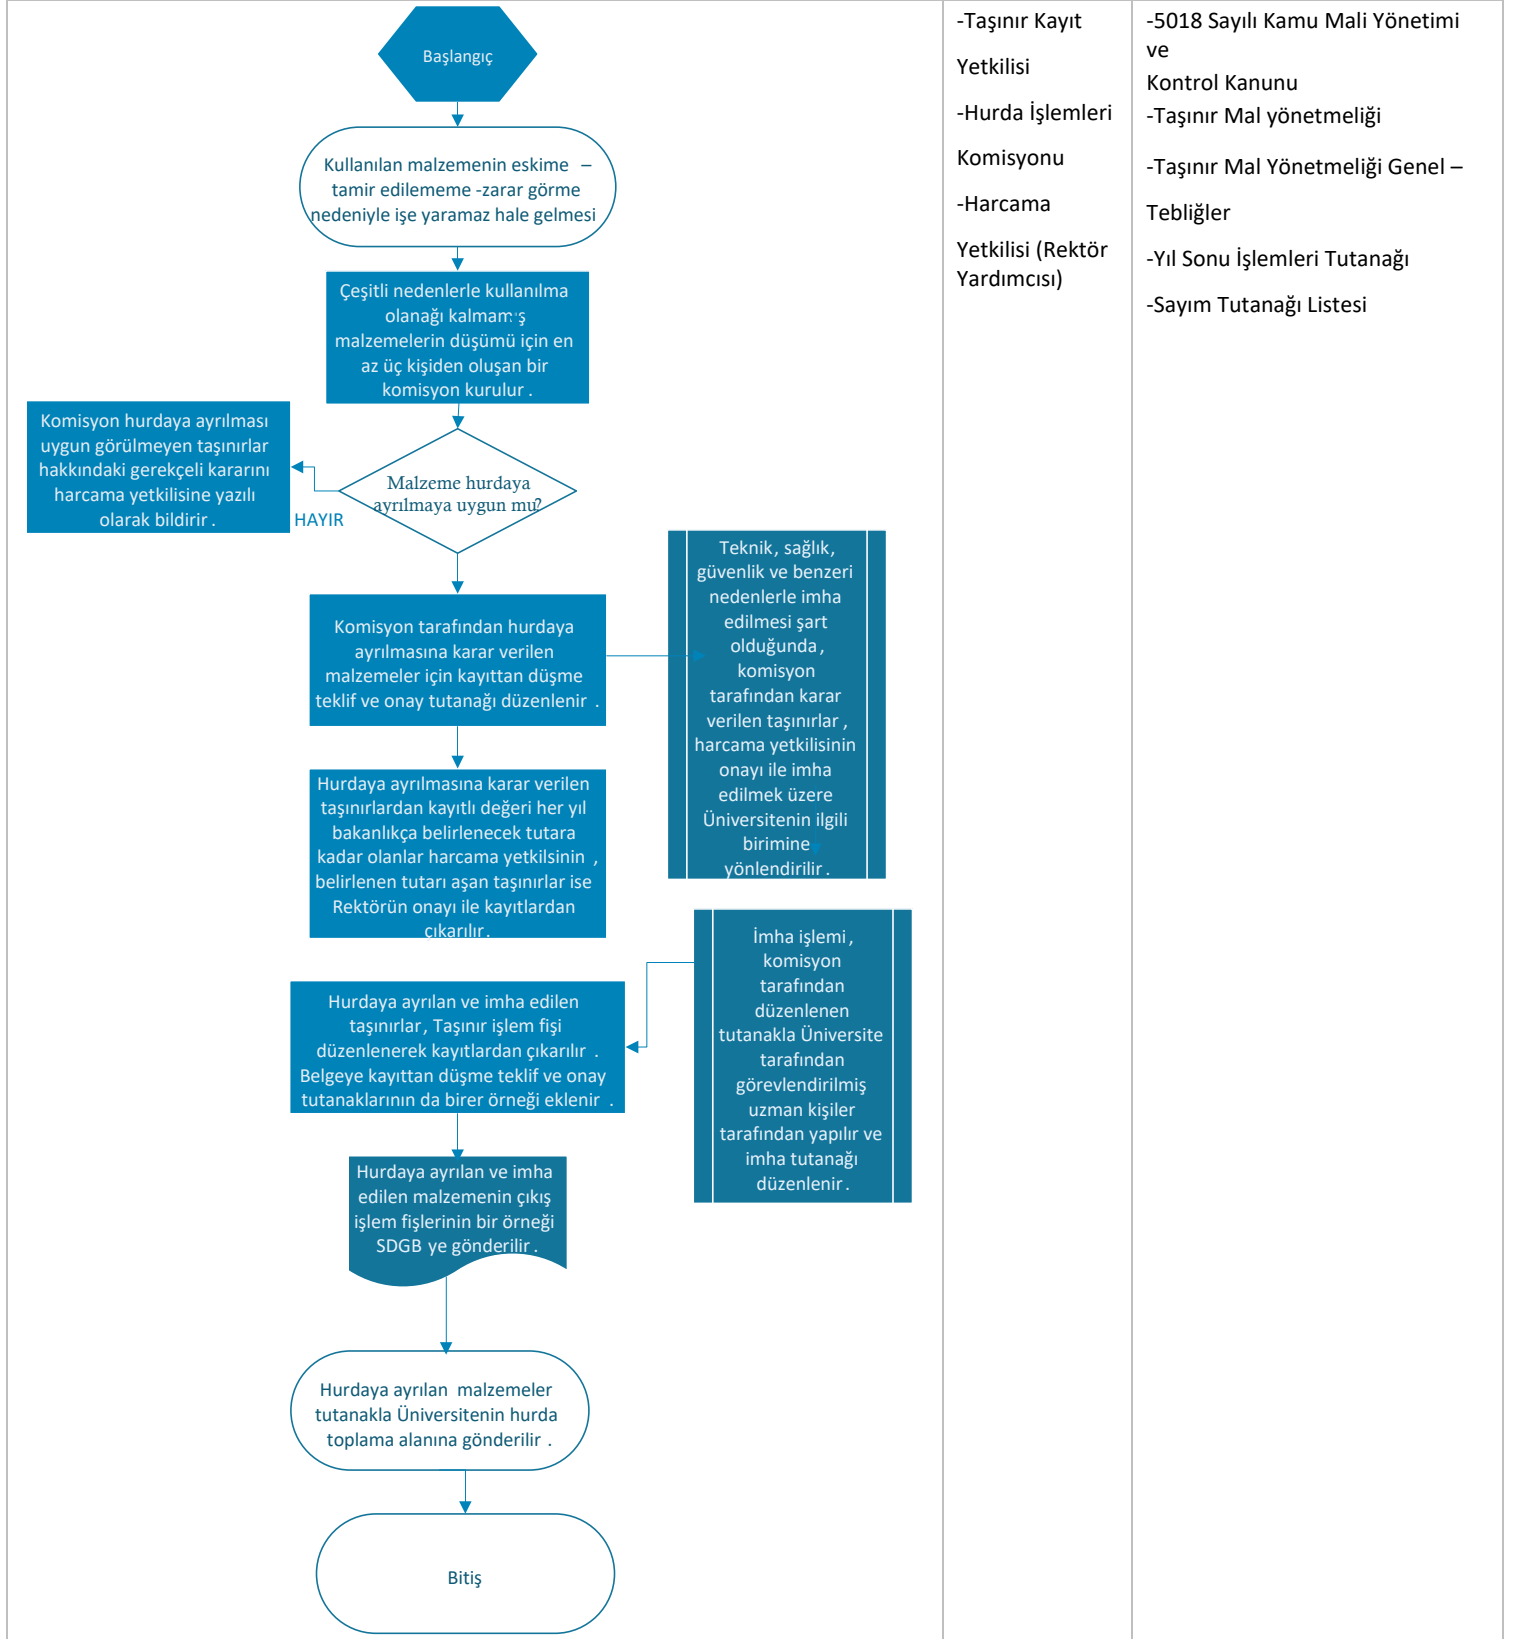 Başlangıç
Kullanılan malzemenin eskime –
tamir edilememe -zarar görme
nedeniyle işe yaramaz hale gelmesi
Çeşitli nedenlerle kullanılma
olanağı kalmamış
malzemelerin düşümü için en
az üç kişiden oluşan bir
komisyon kurulur .
Komisyon hurdaya ayrılması
uygun görülmeyen taşınırlar
hakkındaki gerekçeli kararını
harcama yetkilisine yazılı
olarak bildirir .
HAYIR
Malzeme hurdaya
ayrılmaya uygun mu?
Komisyon tarafından hurdaya
ayrılmasına karar verilen
malzemeler için kayıttan düşme
teklif ve onay tutanağı düzenlenir .
Teknik, sağlık,
güvenlik ve benzeri
nedenlerle imha
edilmesi şart
olduğunda ,
komisyon
tarafından karar
verilen taşınırlar ,
harcama yetkilisinin
onayı ile imha
edilmek üzere
Üniversitenin ilgili
birimine
yönlendirilir .
Hurdaya ayrılmasına karar verilen
taşınırlardan kayıtlı değeri her yıl
bakanlıkça belirlenecek tutara
kadar olanlar harcama yetkilsinin ,
belirlenen tutarı aşan taşınırlar ise
Rektörün onayı ile kayıtlardan
çıkarılır .
İmha işlemi ,
komisyon
tarafından
düzenlenen
tutanakla Üniversite
tarafından
görevlendirilmiş
uzman kişiler
tarafından yapılır ve
imha tutanağı
düzenlenir .
Hurdaya ayrılan ve imha edilen
taşınırlar, Taşınır işlem fişi
düzenlenerek kayıtlardan çıkarılır .
Belgeye kayıttan düşme teklif ve onay
tutanaklarının da birer örneği eklenir .
Hurdaya ayrılan ve imha
edilen malzemenin çıkış
işlem fişlerinin bir örneği
SDGB ye gönderilir .
Hurdaya ayrılan malzemeler
tutanakla Üniversitenin hurda
toplama alanına gönderilir .
Bitiş
-Taşınır Kayıt
Yetkilisi
-Hurda İşlemleri
Komisyonu
-Harcama
Yetkilisi (Rektör
Yardımcısı)
-5018 Sayılı Kamu Mali Yönetimi
ve
Kontrol Kanunu
-Taşınır Mal yönetmeliği
-Taşınır Mal Yönetmeliği Genel –
Tebliğler
-Yıl Sonu İşlemleri Tutanağı
-Sayım Tutanağı Listesi